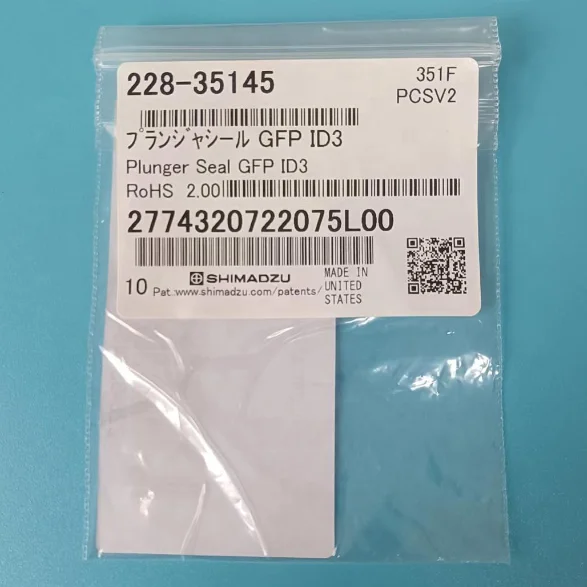 228-35145
351F
PCSV2
プランジャシール GFP ID3
Plunger Seal GFP ID3
RoHS 2.00
2774320722075L00
10
SHIMADZU
Pat.:www.shimadzu.com/patents/
MADE IN
UNITED
STATES